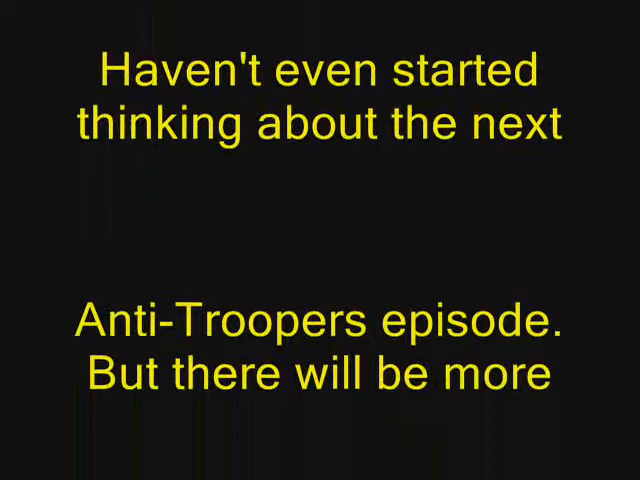 Haven't even started
thinking about the next
Anti-Troopers episode.
But there will be more